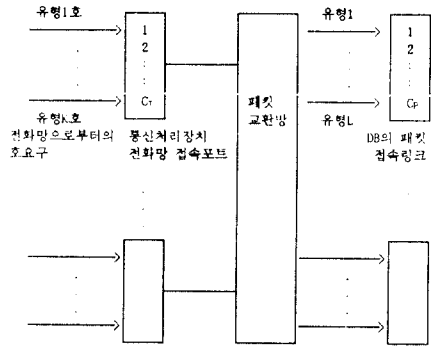 유형1호
유형K호
전화망으로부터의
호요구
1
2
:
:
C_T
통신처리장치
전화망 접속포트
패킷
교환망
유형1
유형L
1
2
:
:
C_P
DB의 패킷
접속링크